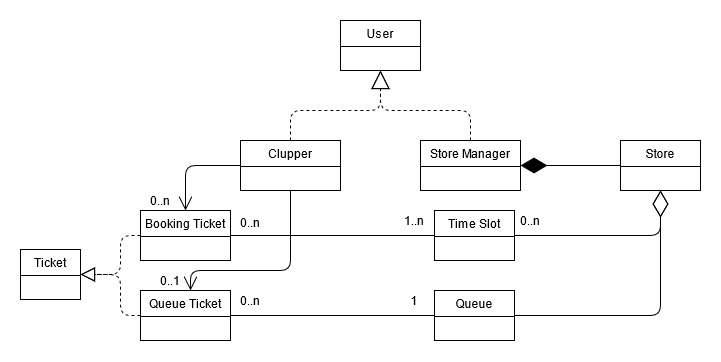 User
Clupper
Store Manager
Store
0..n
Booking Ticket
0..n
1..n
Time Slot
0..n
Ticket
0..1
Queue Ticket
0..n
1
Queue